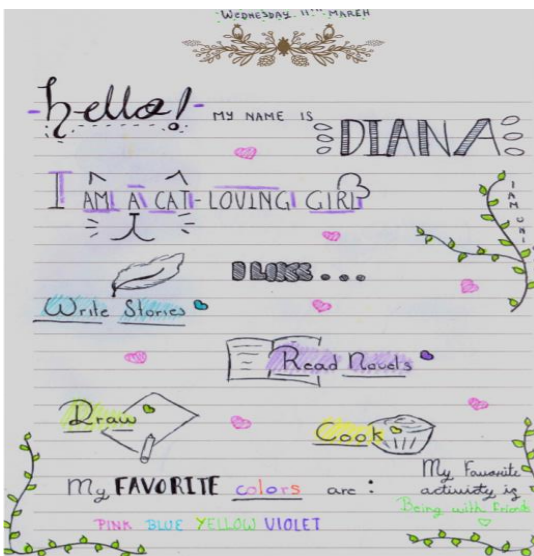 WEDNESDAY 11TH MARCH
hello! MY NAME IS DIANA
I AM A CAT-LOVING GIRL
I AM UNI
I LIKE...
Write Stories
Read Novels
Draw
Cook
My FAVORITE colors are :
PINK BLUE YELLOW VIOLET
My Favourite
activity is
Being with Friends